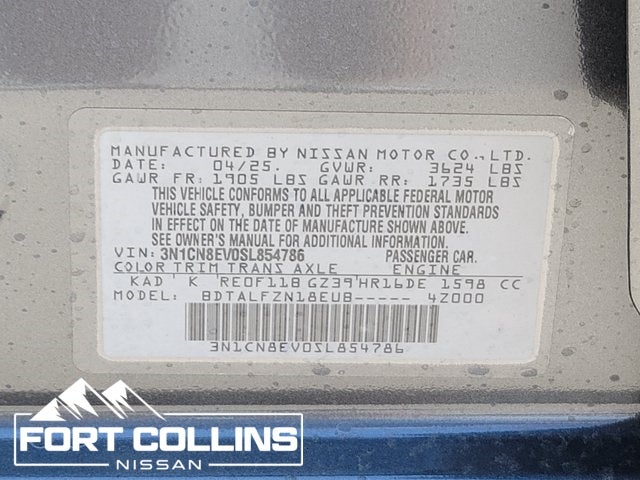 MANUFACTURED BY NISSAN MOTOR CO.,LTD.
DATE: 04/25. GVWR: 3624 LBS
GAWR FR: 1905 LBS GAWR RR: 1735 LBS
THIS VEHICLE CONFORMS TO ALL APPLICABLE FEDERAL MOTOR
VEHICLE SAFETY, BUMPER AND THEFT PREVENTION STANDARDS
IN EFFECT ON THE DATE OF MANUFACTURE SHOWN ABOVE.
SEE OWNER'S MANUAL FOR ADDITIONAL INFORMATION.
VIN: 3N1CN8EV0SL854786 PASSENGER CAR.
COLOR TRIM TRANS AXLE ENGINE
KAD K RE0F11B GZ39 HR16DE 1598 CC
MODEL: BDTALFZN18EUB----- 4Z000
3N1CN8EV0SL854786
FORT COLLINS
NISSAN